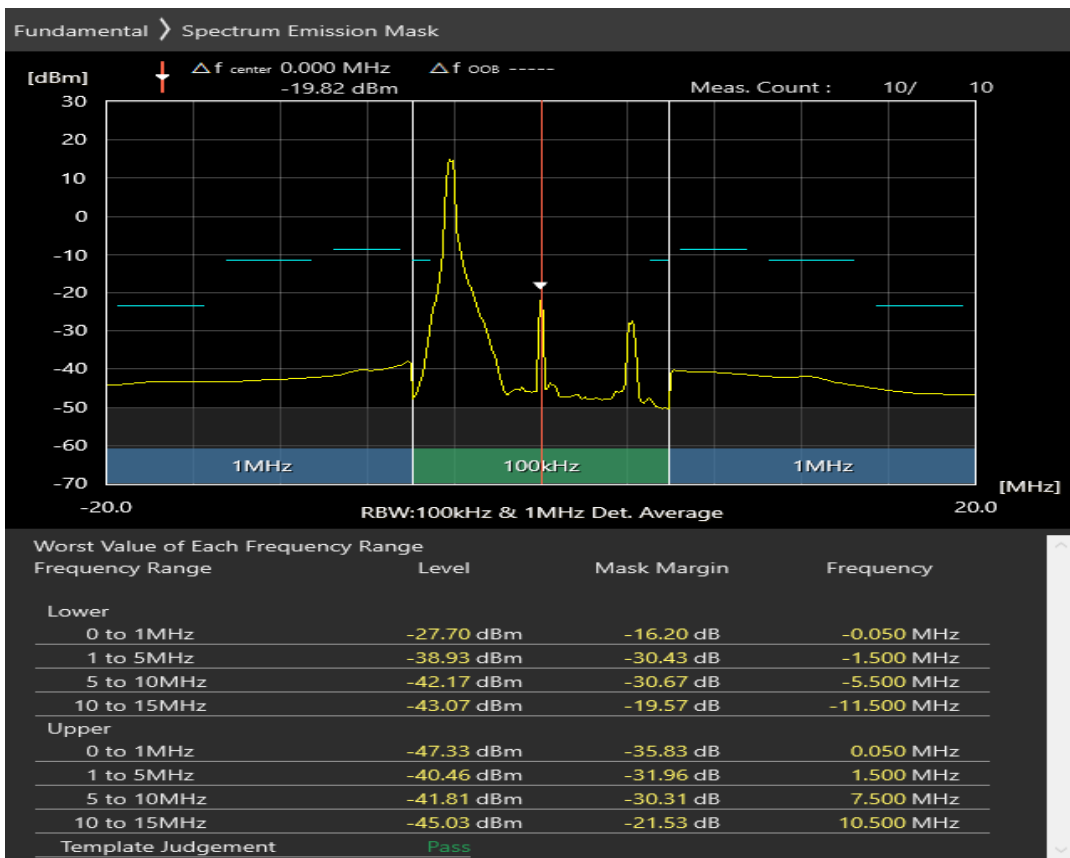 Fundamental ❭ Spectrum Emission Mask
[dBm]
△f center 0.000 MHz △f OOB -----
-19.82 dBm Meas. Count : 10/ 10
30
20
10
0
-10
-20
-30
-40
-50
-60
-70
1MHz 100kHz 1MHz
[MHz]
-20.0 RBW:100kHz & 1MHz Det. Average 20.0
Worst Value of Each Frequency Range
Frequency Range Level Mask Margin Frequency
Lower
0 to 1MHz -27.70 dBm -16.20 dB -0.050 MHz
1 to 5MHz -38.93 dBm -30.43 dB -1.500 MHz
5 to 10MHz -42.17 dBm -30.67 dB -5.500 MHz
10 to 15MHz -43.07 dBm -19.57 dB -11.500 MHz
Upper
0 to 1MHz -47.33 dBm -35.83 dB 0.050 MHz
1 to 5MHz -40.46 dBm -31.96 dB 1.500 MHz
5 to 10MHz -41.81 dBm -30.31 dB 7.500 MHz
10 to 15MHz -45.03 dBm -21.53 dB 10.500 MHz
Template Judgement Pass